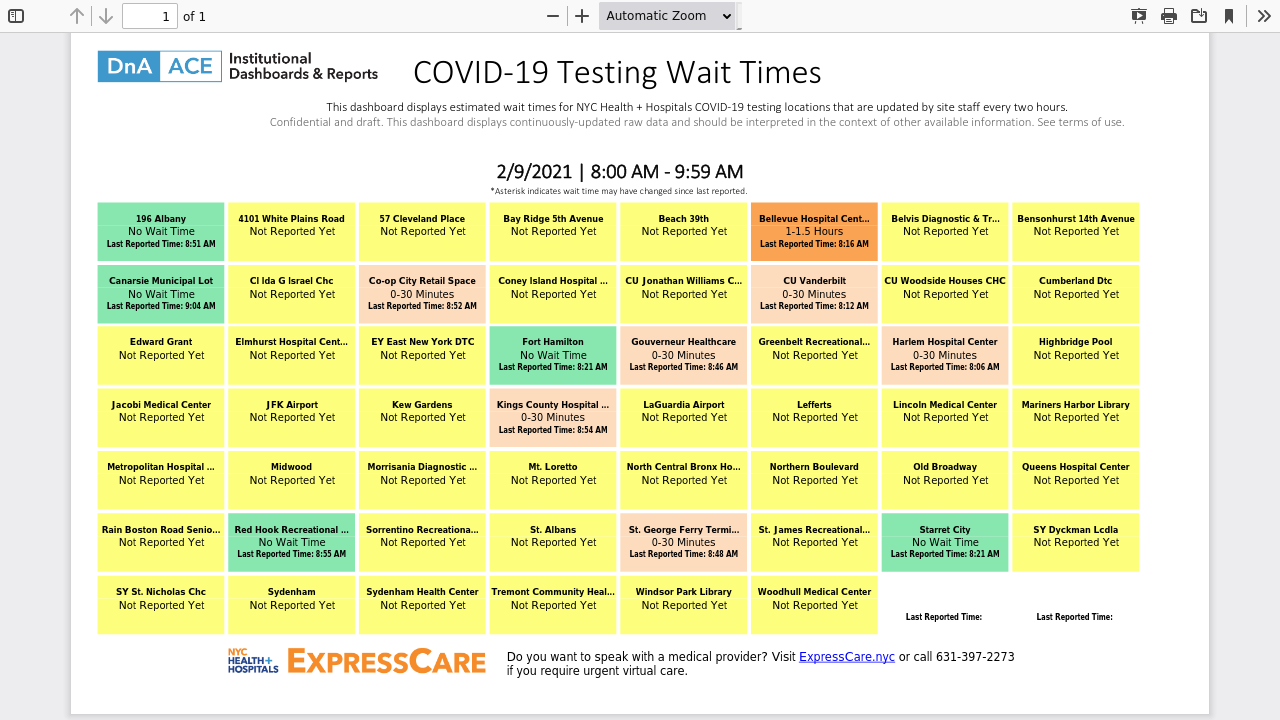 1 of 1 Automatic Zoom
DnA ACE Institutional
Dashboards & Reports
COVID-19 Testing Wait Times
This dashboard displays estimated wait times for NYC Health + Hospitals COVID-19 testing locations that are updated by site staff every two hours.
Confidential and draft. This dashboard displays continuously-updated raw data and should be interpreted in the context of other available information. See terms of use.
2/9/2021 | 8:00 AM - 9:59 AM
*Asterisk indicates wait time may have changed since last reported.
196 Albany
No Wait Time
Last Reported Time: 8:51 AM
4101 White Plains Road
Not Reported Yet
57 Cleveland Place
Not Reported Yet
Bay Ridge 5th Avenue
Not Reported Yet
Beach 39th
Not Reported Yet
Bellevue Hospital Cent...
1-1.5 Hours
Last Reported Time: 8:16 AM
Belvis Diagnostic & Tr...
Not Reported Yet
Bensonhurst 14th Avenue
Not Reported Yet
Canarsie Municipal Lot
No Wait Time
Last Reported Time: 9:04 AM
CI Ida G Israel Chc
Not Reported Yet
Co-op City Retail Space
0-30 Minutes
Last Reported Time: 8:52 AM
Coney Island Hospital ...
Not Reported Yet
CU Jonathan Williams C...
Not Reported Yet
CU Vanderbilt
0-30 Minutes
Last Reported Time: 8:12 AM
CU Woodside Houses CHC
Not Reported Yet
Cumberland Dtc
Not Reported Yet
Edward Grant
Not Reported Yet
Elmhurst Hospital Cent...
Not Reported Yet
EY East New York DTC
Not Reported Yet
Fort Hamilton
No Wait Time
Last Reported Time: 8:21 AM
Gouverneur Healthcare
0-30 Minutes
Last Reported Time: 8:46 AM
Greenbelt Recreational...
Not Reported Yet
Harlem Hospital Center
0-30 Minutes
Last Reported Time: 8:06 AM
Highbridge Pool
Not Reported Yet
Jacobi Medical Center
Not Reported Yet
JFK Airport
Not Reported Yet
Kew Gardens
Not Reported Yet
Kings County Hospital ...
0-30 Minutes
Last Reported Time: 8:54 AM
LaGuardia Airport
Not Reported Yet
Lefferts
Not Reported Yet
Lincoln Medical Center
Not Reported Yet
Mariners Harbor Library
Not Reported Yet
Metropolitan Hospital ...
Not Reported Yet
Midwood
Not Reported Yet
Morrisania Diagnostic ...
Not Reported Yet
Mt. Loretto
Not Reported Yet
North Central Bronx Ho...
Not Reported Yet
Northern Boulevard
Not Reported Yet
Old Broadway
Not Reported Yet
Queens Hospital Center
Not Reported Yet
Rain Boston Road Senio...
Not Reported Yet
Red Hook Recreational ...
No Wait Time
Last Reported Time: 8:55 AM
Sorrentino Recreationa...
Not Reported Yet
St. Albans
Not Reported Yet
St. George Ferry Termi...
0-30 Minutes
Last Reported Time: 8:48 AM
St. James Recreational...
Not Reported Yet
Starret City
No Wait Time
Last Reported Time: 8:21 AM
SY Dyckman Lcdla
Not Reported Yet
SY St. Nicholas Chc
Not Reported Yet
Sydenham
Not Reported Yet
Sydenham Health Center
Not Reported Yet
Tremont Community Heal...
Not Reported Yet
Windsor Park Library
Not Reported Yet
Woodhull Medical Center
Not Reported Yet
Last Reported Time:
Last Reported Time:
NYC
HEALTH+
HOSPITALS
EXPRESSCARE
Do you want to speak with a medical provider? Visit ExpressCare.nyc or call 631-397-2273
if you require urgent virtual care.